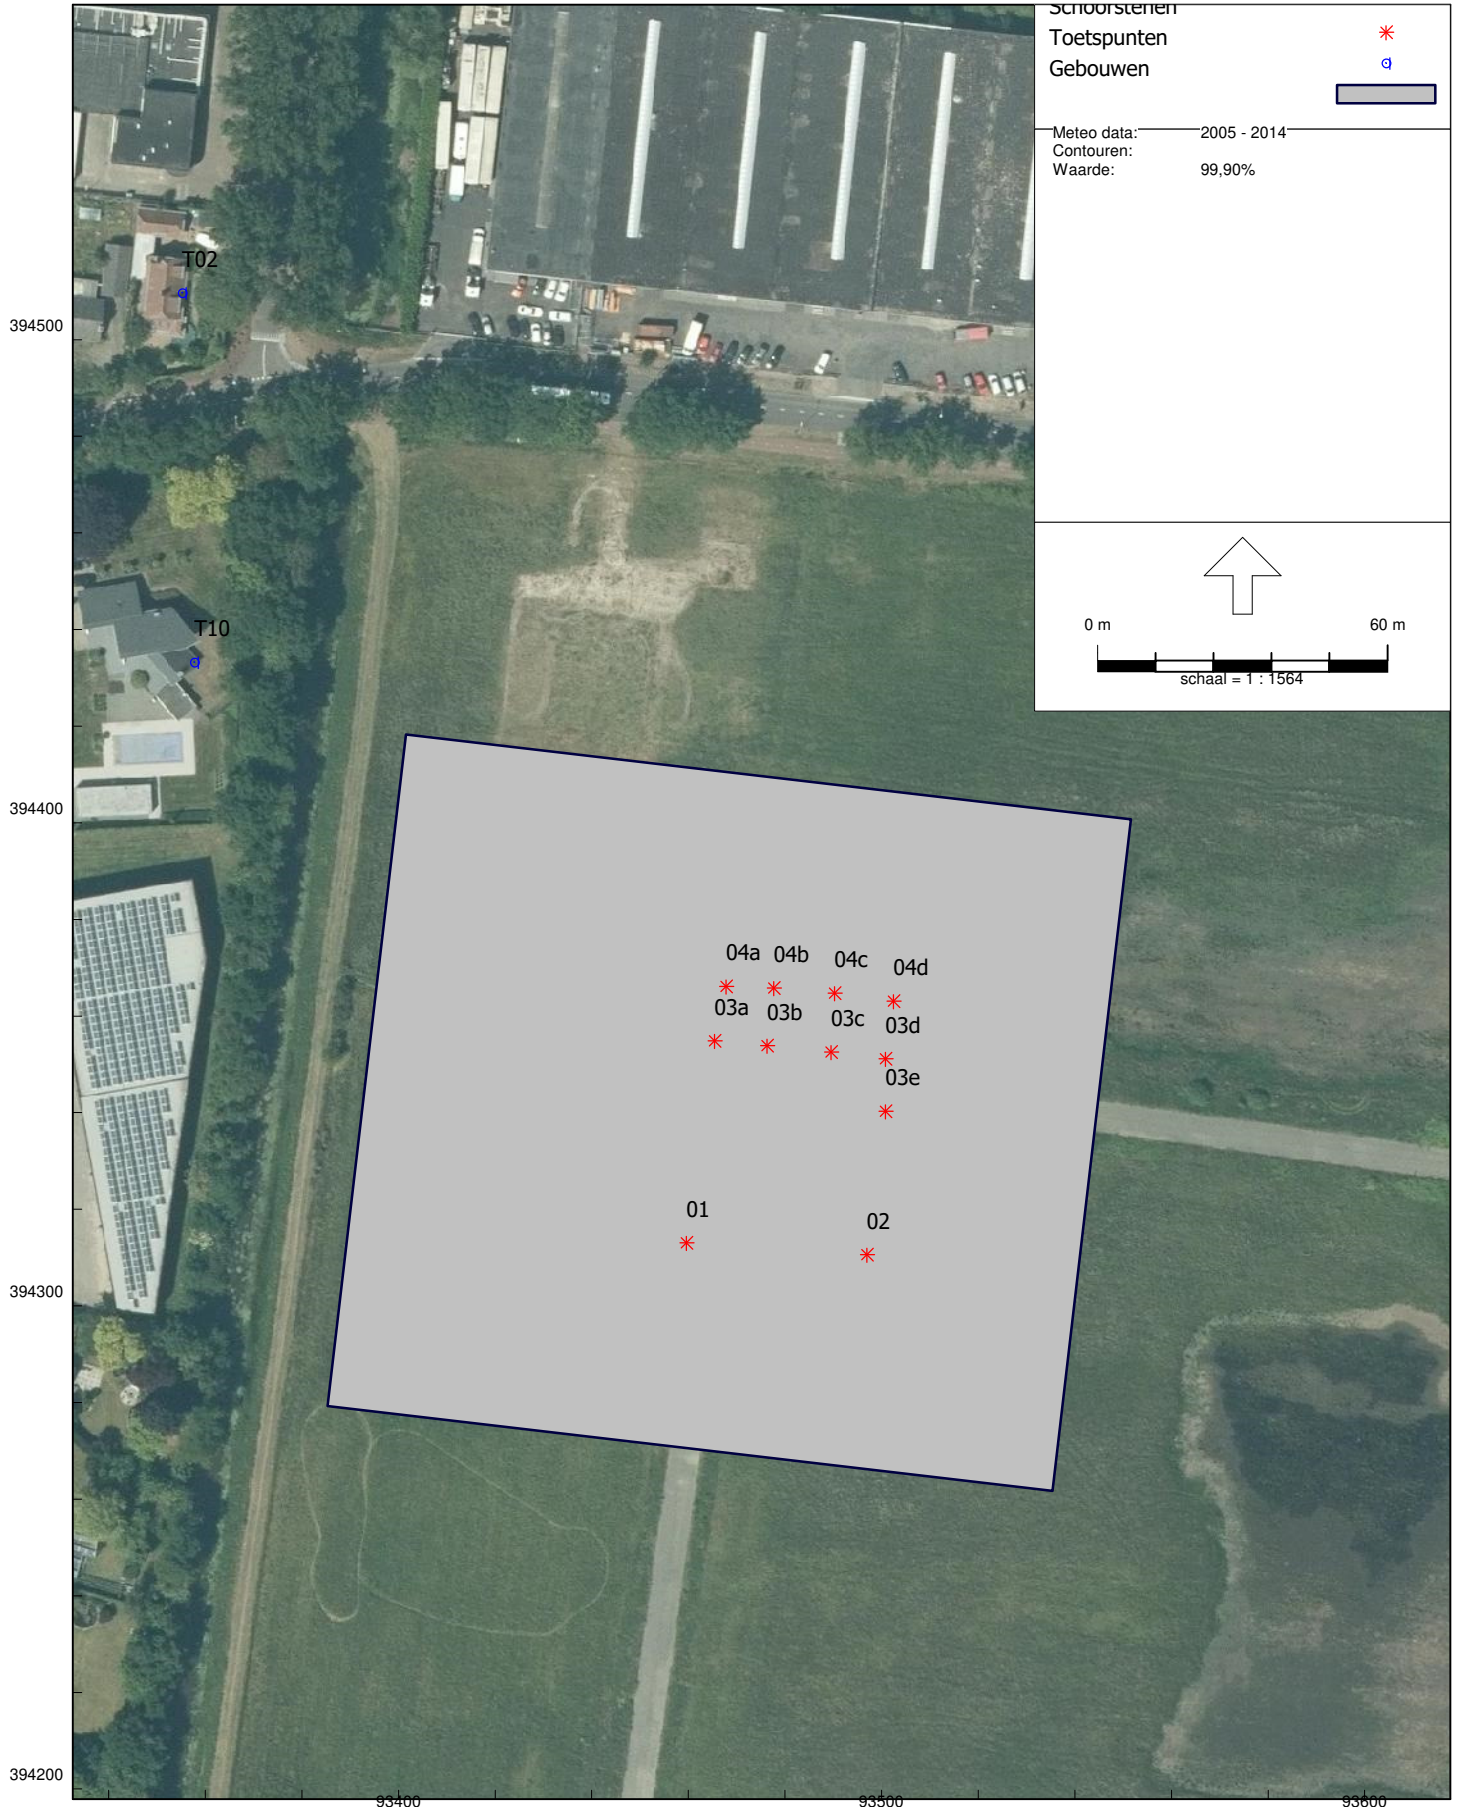 Schoorstenen
Toetspunten
Gebouwen
Meteo data: 2005 - 2014
Contouren:
Waarde: 99,90%
0 m 60 m
schaal = 1 : 1564
T02
394500
T10
394400
04a 04b 04c 04d
03a 03b 03c 03d
03e
01 02
394300
394200
93400 93500 93600